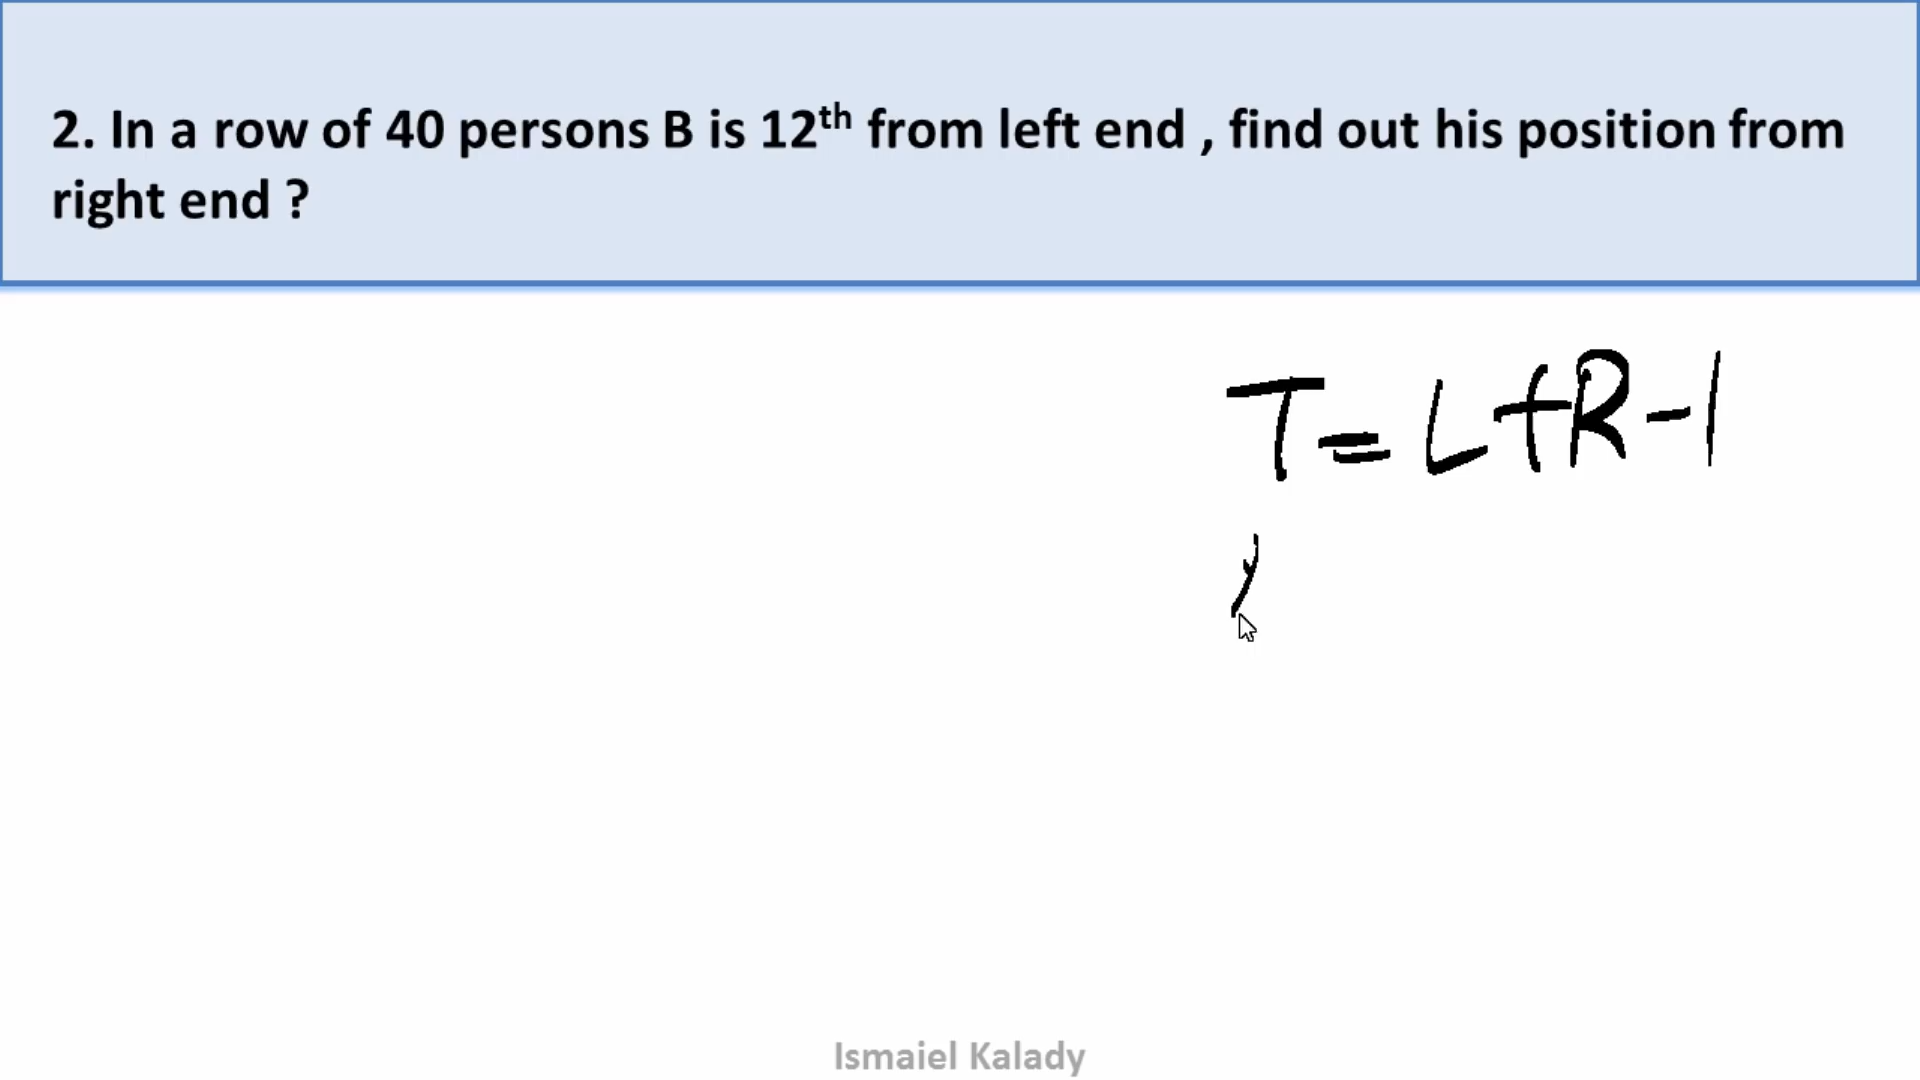 2. In a row of 40 persons B is 12th from left end , find out his position from
right end ?
T = L + R - 1
Ismaiel Kalady